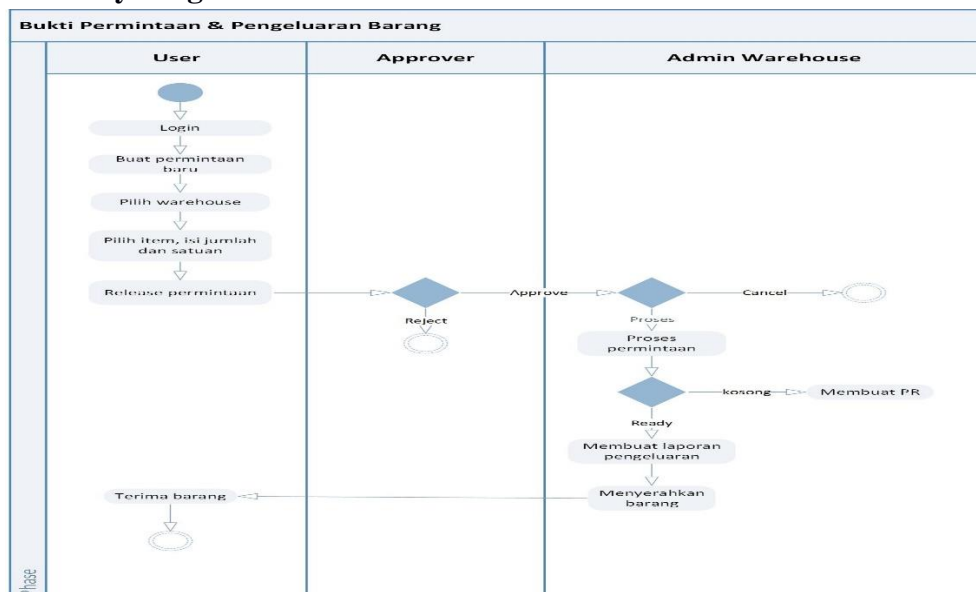 Bukti Permintaan & Pengeluaran Barang
User
Approver
Admin Warehouse
Login
Buat permintaan
baru
Pilih warehouse
Pilih item, isi jumlah
dan satuan
Release permintaan
Approve
Cancel
Reject
Proses
Proses
permintaan
kosong
Membuat PR
Ready
Membuat laporan
pengeluaran
Menyerahkan
barang
Terima barang
Phase